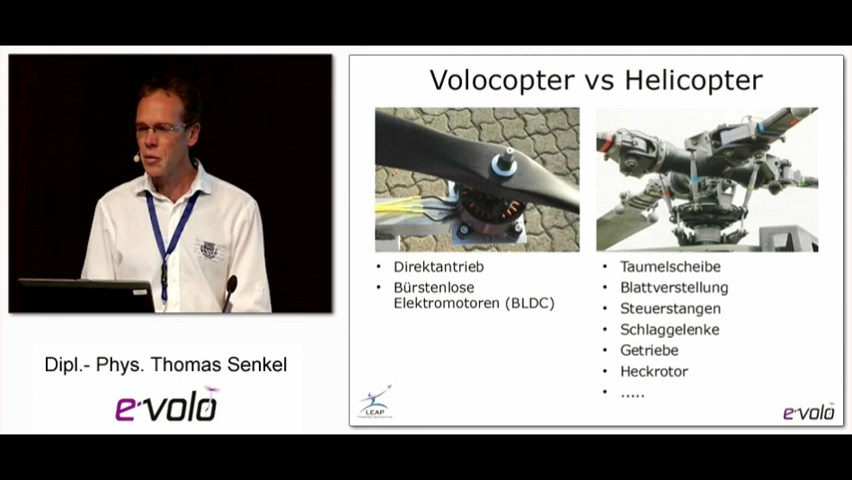 Volocopter vs Helicopter
• Direktantrieb
• Bürstenlose
Elektromotoren (BLDC)
• Taumelscheibe
• Blattverstellung
• Steuerstangen
• Schlaggelenke
• Getriebe
• Heckrotor
• .....
LEAP
e-volo
Dipl.- Phys. Thomas Senkel
e-volo